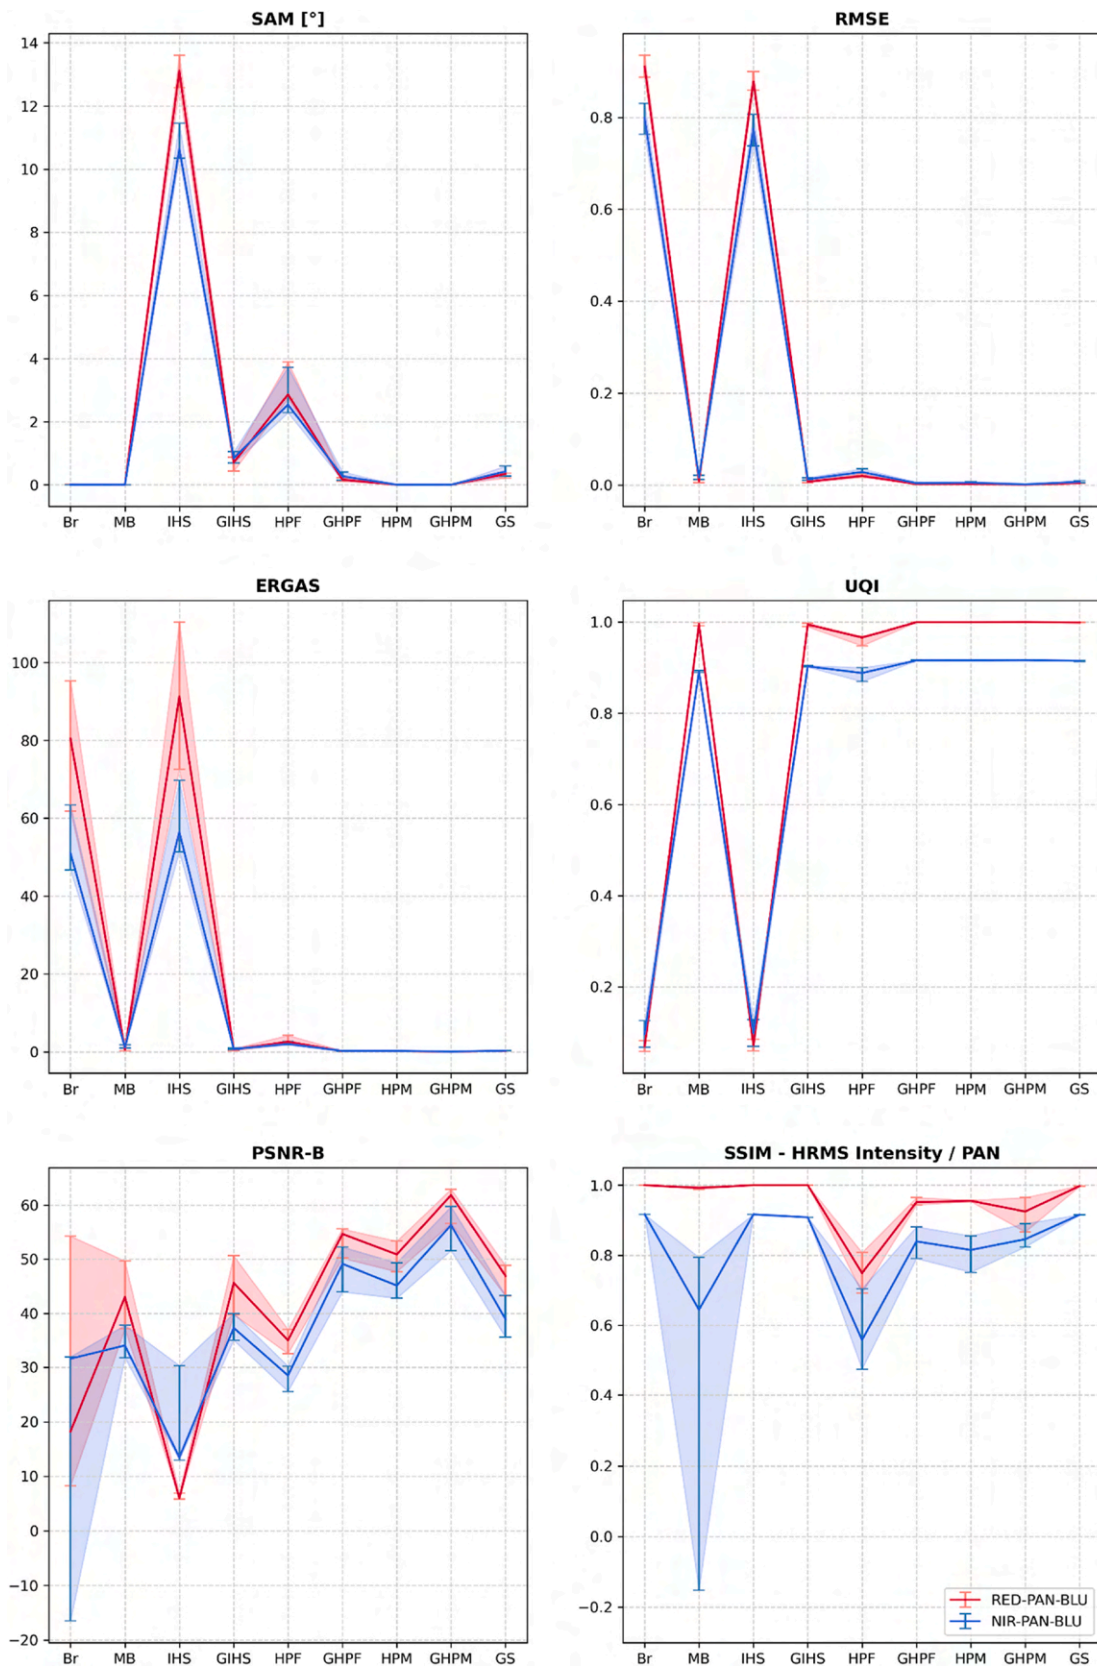 SAM [°]
14
12
10
8
6
4
2
0
Br MB IHS GIHS HPF GHPF HPM GHPM GS
RMSE
0.8
0.6
0.4
0.2
0.0
Br MB IHS GIHS HPF GHPF HPM GHPM GS
ERGAS
100
80
60
40
20
0
Br MB IHS GIHS HPF GHPF HPM GHPM GS
UQI
1.0
0.8
0.6
0.4
0.2
Br MB IHS GIHS HPF GHPF HPM GHPM GS
PSNR-B
60
50
40
30
20
10
0
−10
−20
Br MB IHS GIHS HPF GHPF HPM GHPM GS
SSIM - HRMS Intensity / PAN
1.0
0.8
0.6
0.4
0.2
0.0
−0.2
RED-PAN-BLU
NIR-PAN-BLU
Br MB IHS GIHS HPF GHPF HPM GHPM GS